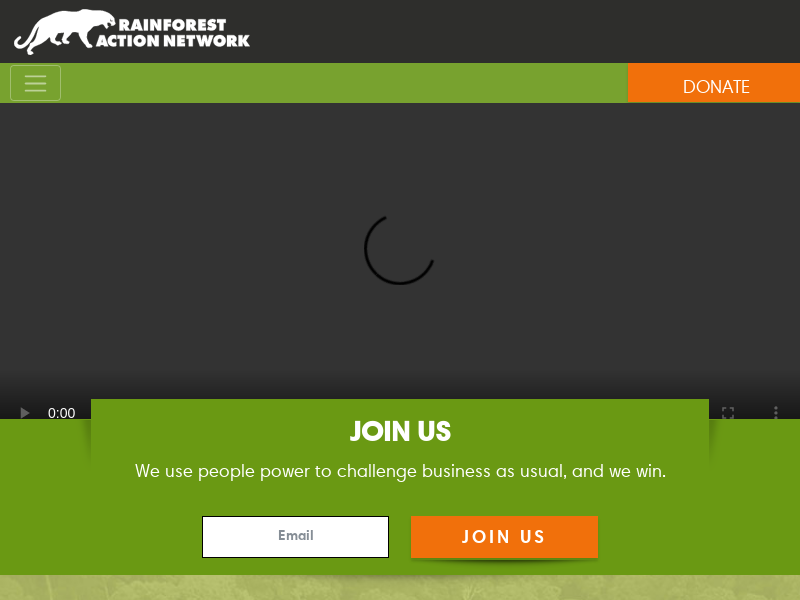 RAINFOREST
ACTION NETWORK
DONATE
0:00
JOIN US
We use people power to challenge business as usual, and we win.
Email
JOIN US